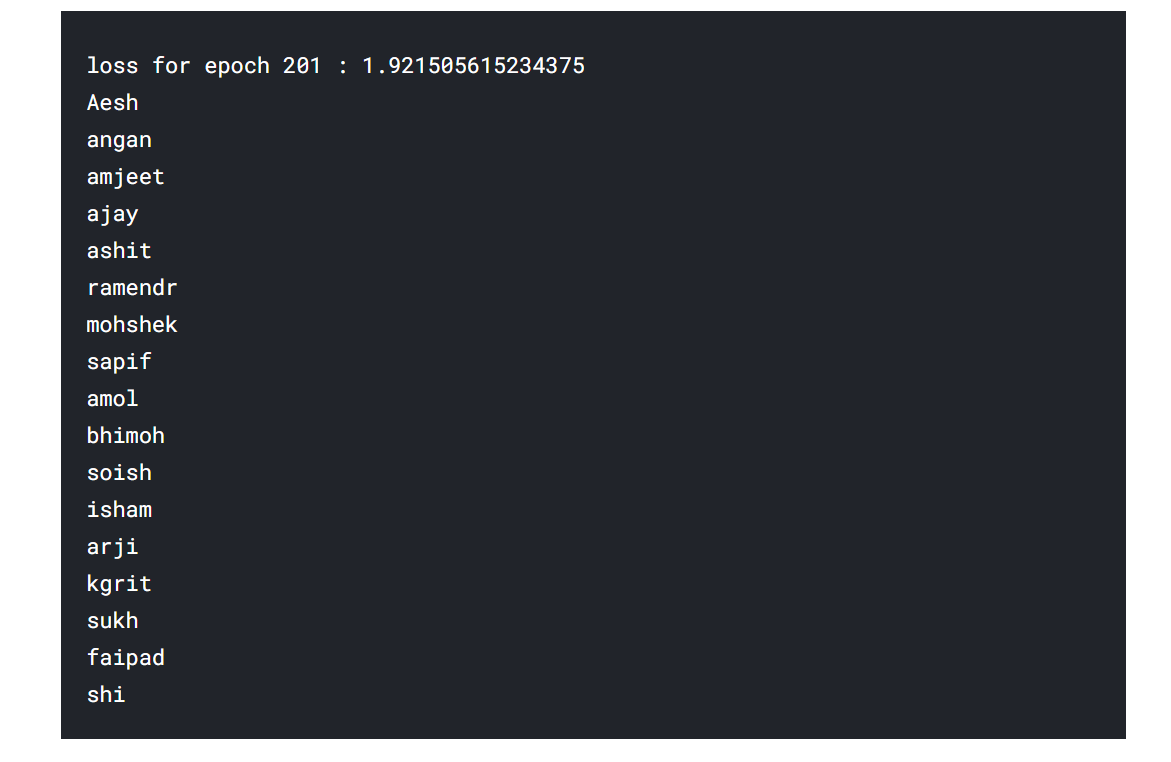 loss for epoch 201 : 1.921505615234375
Aesh
angan
amjeet
ajay
ashit
ramendr
mohshek
sapif
amol
bhimoh
soish
isham
arji
kgrit
sukh
faipad
shi